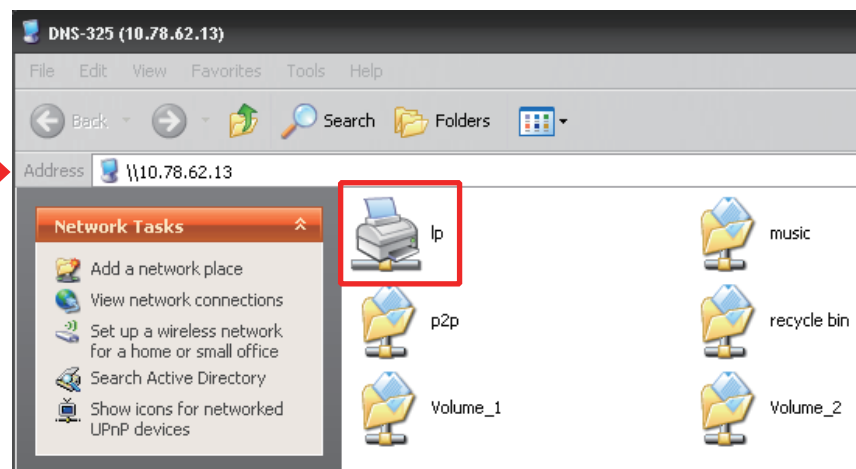 DNS-325 (10.78.62.13)
File Edit View Favorites Tools Help
Back Search Folders
Address \\10.78.62.13
Network Tasks
Add a network place
View network connections
Set up a wireless network
for a home or small office
Search Active Directory
Show icons for networked
UPnP devices
lp
music
p2p
recycle bin
Volume_1
Volume_2